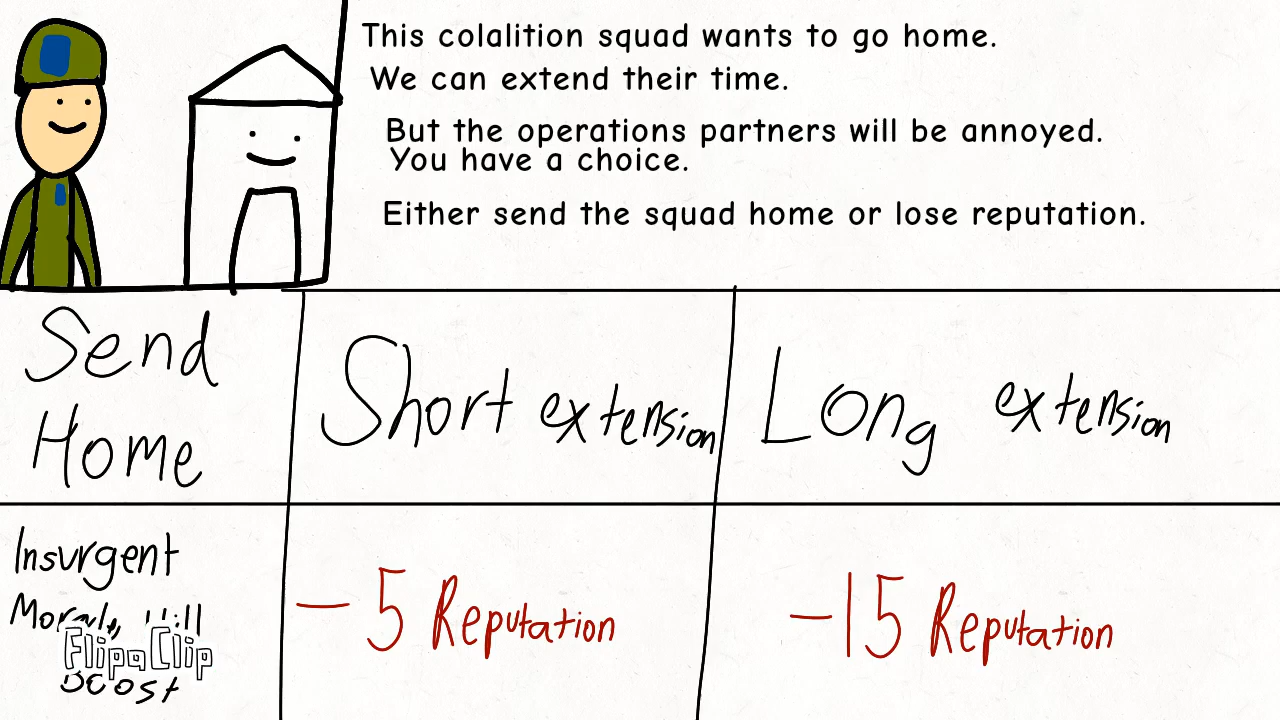 This colalition squad wants to go home.
We can extend their time.
But the operations partners will be annoyed.
You have a choice.
Either send the squad home or lose reputation.
Send
Home
Short extension
Long extension
Insurgent
will
FlipaClip
boost
- 5 Reputation
- 15 Reputation